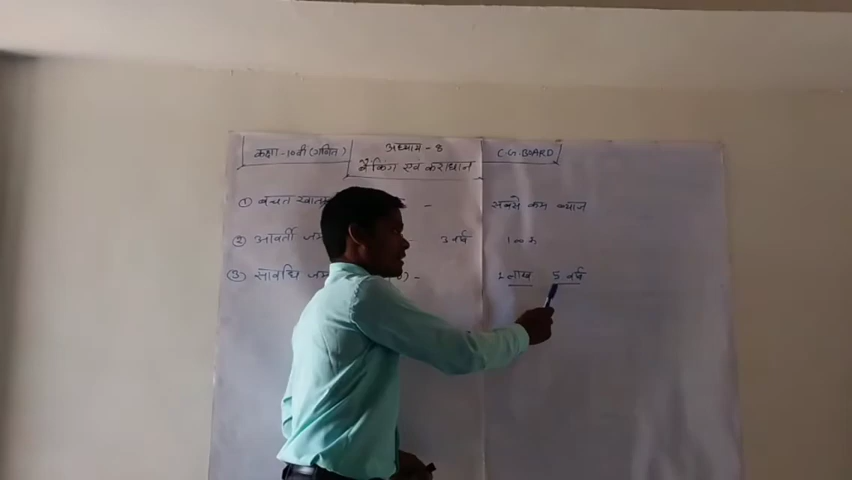 कक्षा-10वीं (गणित)
अध्याय - 8
बैंकिंग एवं कराधान
C.G. BOARD
① बचत - सबसे कम ब्याज
② आवर्ती 3 वर्ष 100 रु
③ सावधि - 1 लाख 5 वर्ष